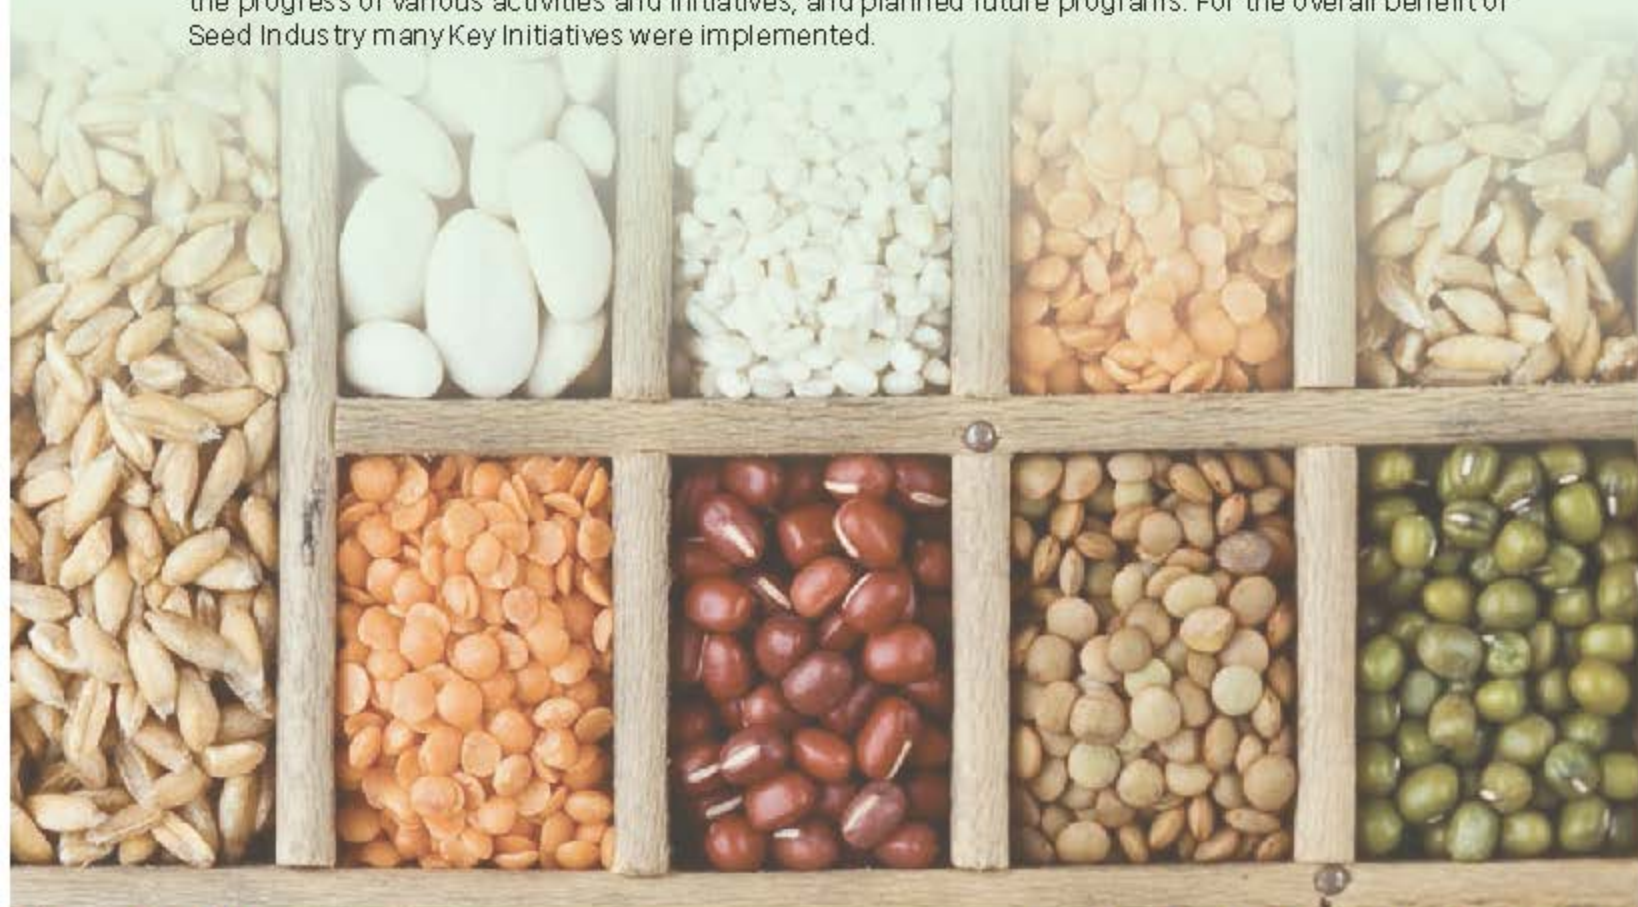 the progress of various activities and initiatives, and planned future programs. For the overall benefit of
Seed Industry many Key Initiatives were implemented.